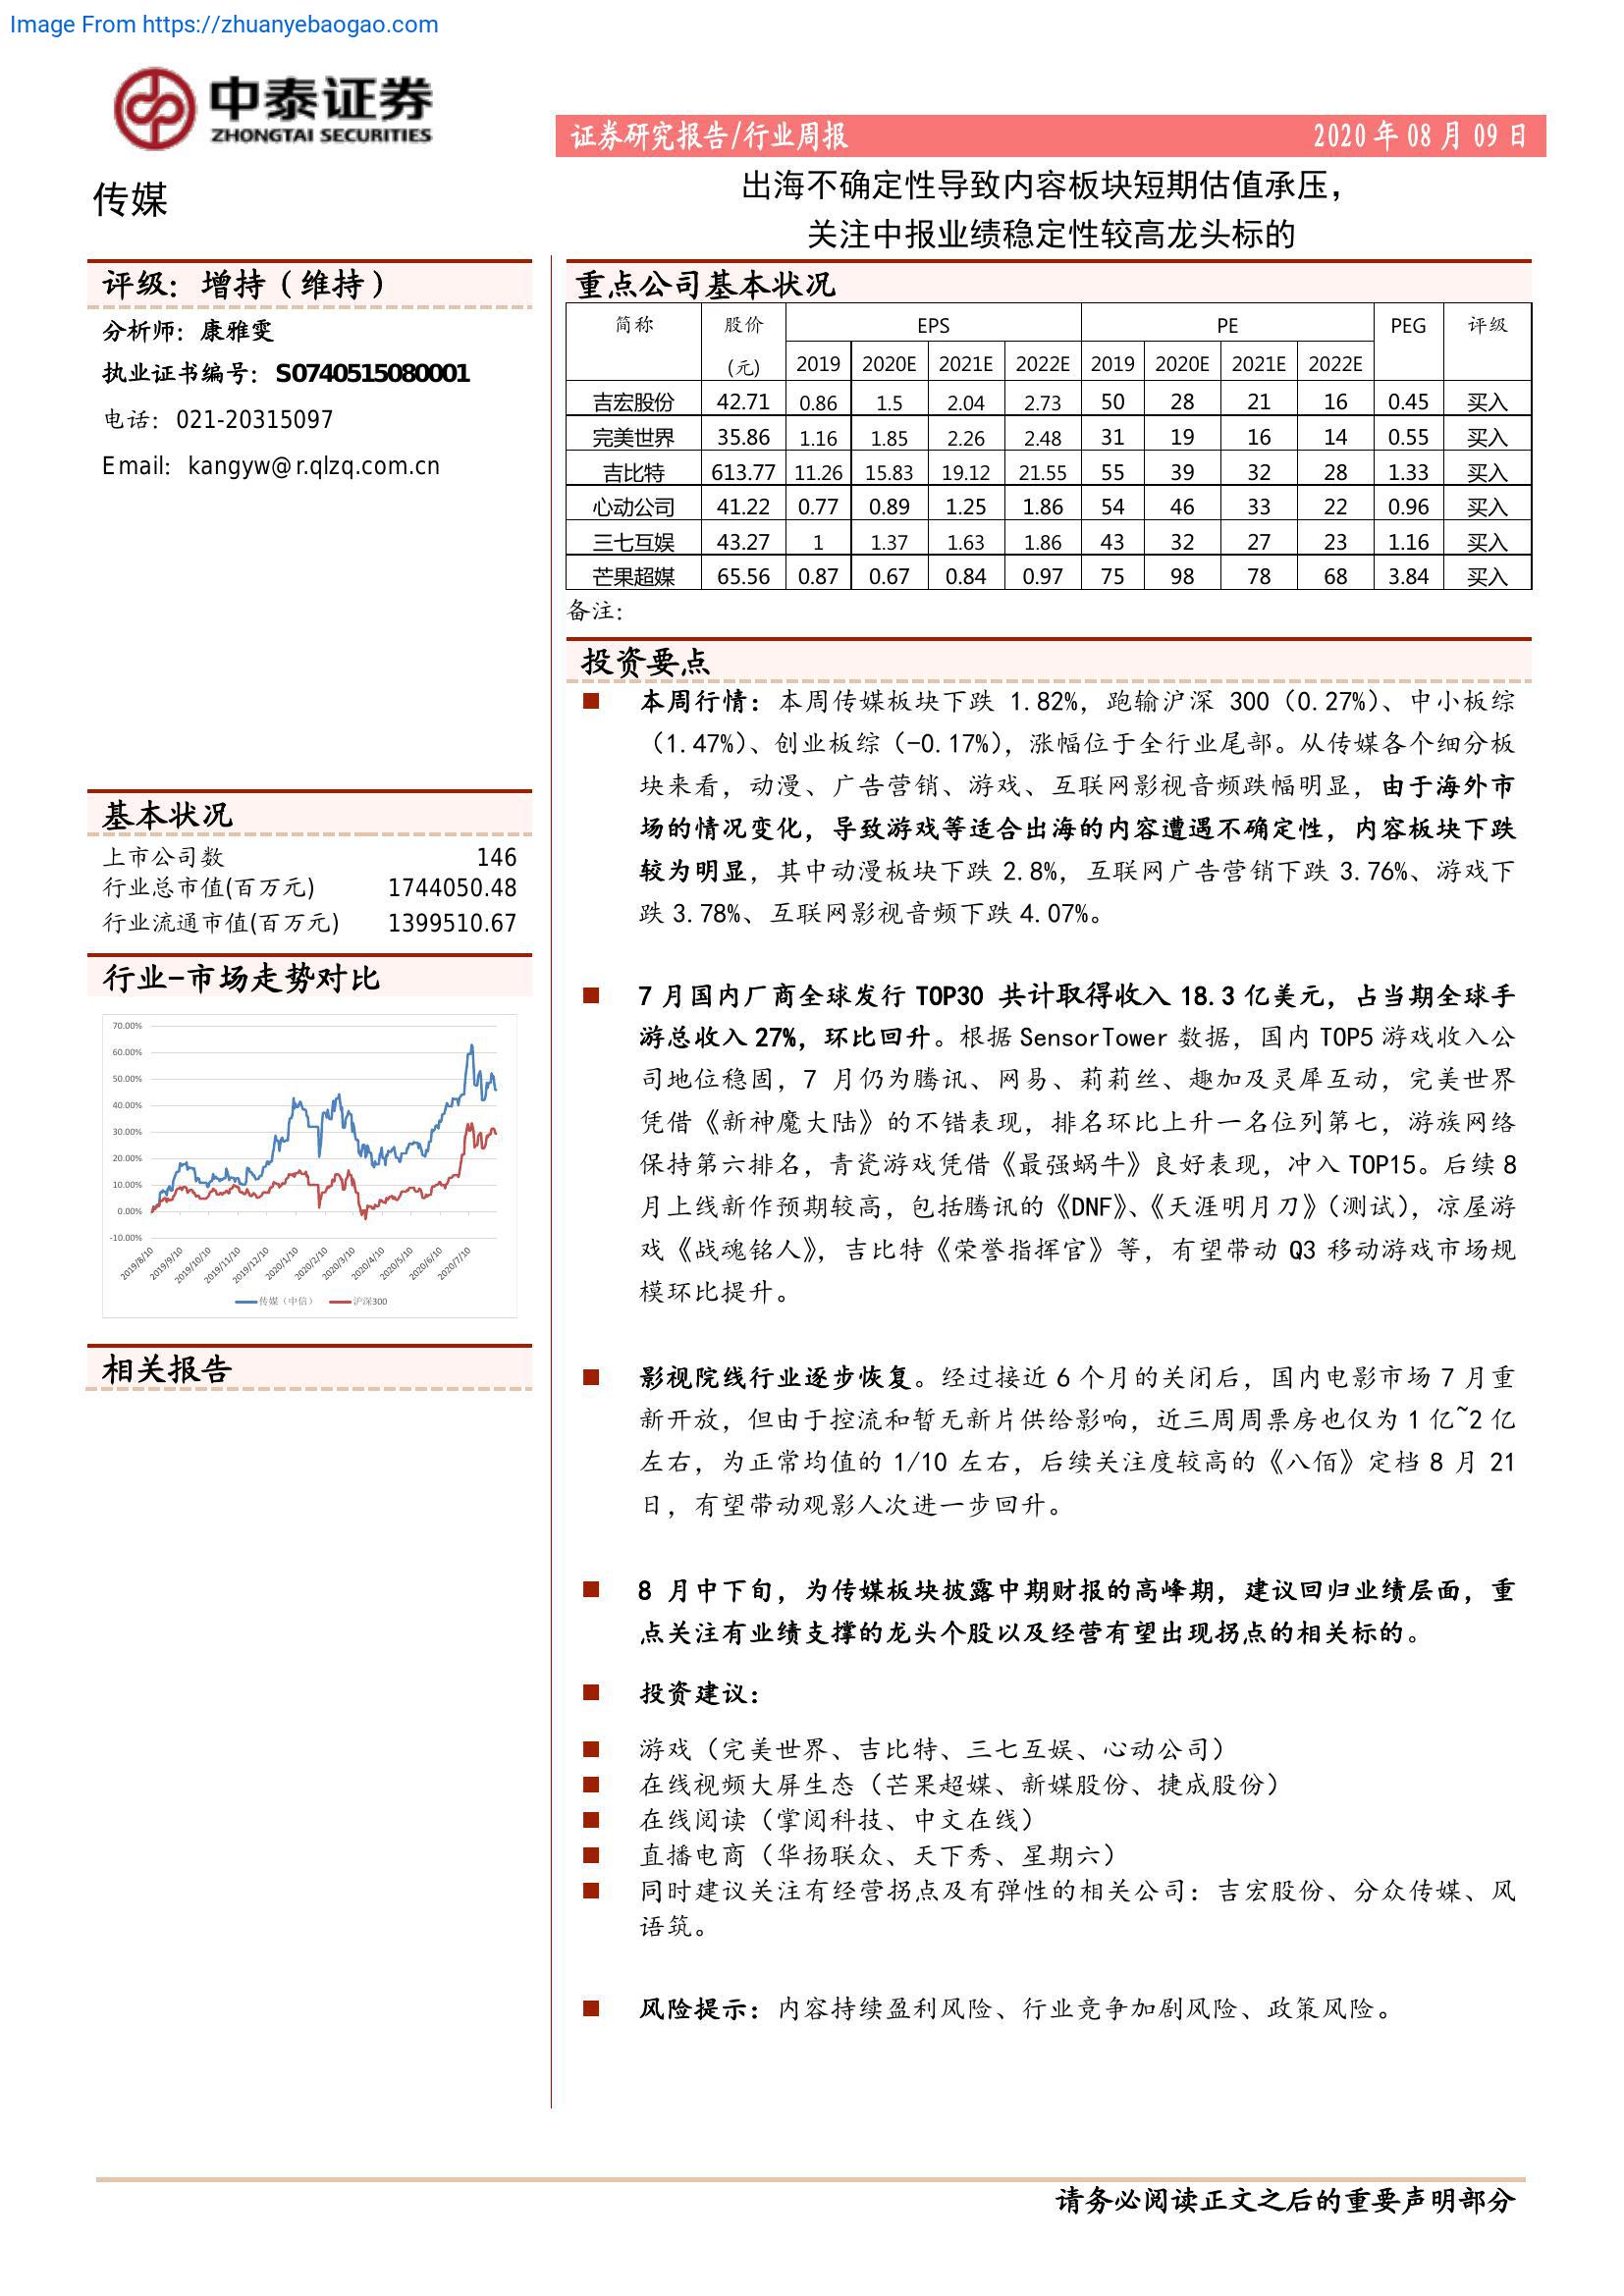 Image From https://zhuanyebaogao.com
中泰证券
ZHONGTAI SECURITIES
证券研究报告/行业周报 2020 年 08 月 09 日
传媒
出海不确定性导致内容板块短期估值承压，
关注中报业绩稳定性较高龙头标的
评级：增持（维持）
分析师：康雅雯
执业证书编号：S0740515080001
电话：021-20315097
Email：kangyw@r.qlzq.com.cn
基本状况
上市公司数 146
行业总市值(百万元) 1744050.48
行业流通市值(百万元) 1399510.67
行业-市场走势对比
70.00%
60.00%
50.00%
40.00%
30.00%
20.00%
10.00%
0.00%
-10.00%
2019/8/10 2019/9/10 2019/10/10 2019/11/10 2019/12/10 2020/1/10 2020/2/10 2020/3/10 2020/4/10 2020/5/10 2020/6/10 2020/7/10
传媒（中信） 沪深300
相关报告
重点公司基本状况
简称 股价 EPS PE PEG 评级
(元) 2019 2020E 2021E 2022E 2019 2020E 2021E 2022E
吉宏股份 42.71 0.86 1.5 2.04 2.73 50 28 21 16 0.45 买入
完美世界 35.86 1.16 1.85 2.26 2.48 31 19 16 14 0.55 买入
吉比特 613.77 11.26 15.83 19.12 21.55 55 39 32 28 1.33 买入
心动公司 41.22 0.77 0.89 1.25 1.86 54 46 33 22 0.96 买入
三七互娱 43.27 1 1.37 1.63 1.86 43 32 27 23 1.16 买入
芒果超媒 65.56 0.87 0.67 0.84 0.97 75 98 78 68 3.84 买入
备注：
投资要点
■ 本周行情：本周传媒板块下跌 1.82%，跑输沪深 300（0.27%）、中小板综
（1.47%）、创业板综（-0.17%），涨幅位于全行业尾部。从传媒各个细分板
块来看，动漫、广告营销、游戏、互联网影视音频跌幅明显，由于海外市
场的情况变化，导致游戏等适合出海的内容遭遇不确定性，内容板块下跌
较为明显，其中动漫板块下跌 2.8%，互联网广告营销下跌 3.76%、游戏下
跌 3.78%、互联网影视音频下跌 4.07%。
■ 7 月国内厂商全球发行 TOP30 共计取得收入 18.3 亿美元，占当期全球手
游总收入 27%，环比回升。根据 SensorTower 数据，国内 TOP5 游戏收入公
司地位稳固，7 月仍为腾讯、网易、莉莉丝、趣加及灵犀互动，完美世界
凭借《新神魔大陆》的不错表现，排名环比上升一名位列第七，游族网络
保持第六排名，青瓷游戏凭借《最强蜗牛》良好表现，冲入 TOP15。后续 8
月上线新作预期较高，包括腾讯的《DNF》、《天涯明月刀》（测试），凉屋游
戏《战魂铭人》，吉比特《荣誉指挥官》等，有望带动 Q3 移动游戏市场规
模环比提升。
■ 影视院线行业逐步恢复。经过接近 6 个月的关闭后，国内电影市场 7 月重
新开放，但由于控流和暂无新片供给影响，近三周周票房也仅为 1 亿~2 亿
左右，为正常均值的 1/10 左右，后续关注度较高的《八佰》定档 8 月 21
日，有望带动观影人次进一步回升。
■ 8 月中下旬，为传媒板块披露中期财报的高峰期，建议回归业绩层面，重
点关注有业绩支撑的龙头个股以及经营有望出现拐点的相关标的。
■ 投资建议：
■ 游戏（完美世界、吉比特、三七互娱、心动公司）
■ 在线视频大屏生态（芒果超媒、新媒股份、捷成股份）
■ 在线阅读（掌阅科技、中文在线）
■ 直播电商（华扬联众、天下秀、星期六）
■ 同时建议关注有经营拐点及有弹性的相关公司：吉宏股份、分众传媒、风
语筑。
■ 风险提示：内容持续盈利风险、行业竞争加剧风险、政策风险。
请务必阅读正文之后的重要声明部分